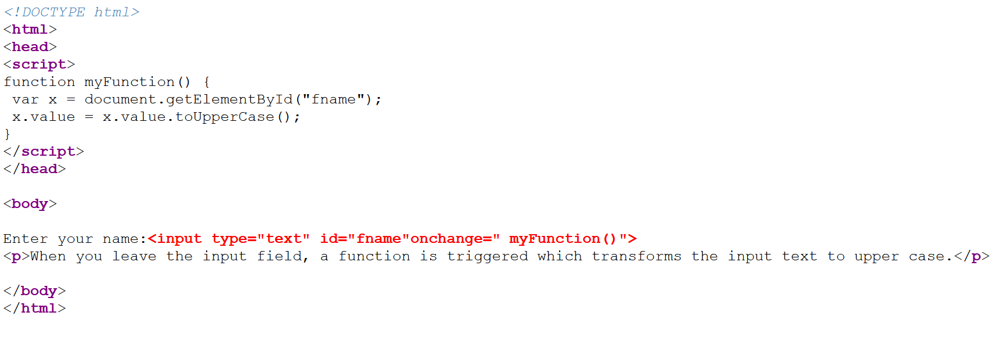 <!DOCTYPE html>
<html>
<head>
<script>
function myFunction() {
 var x = document.getElementById("fname");
 x.value = x.value.toUpperCase();
}
</script>
</head>
<body>
Enter your name:<input type="text" id="fname"onchange=" myFunction()">
<p>When you leave the input field, a function is triggered which transforms the input text to upper case.</p>
</body>
</html>